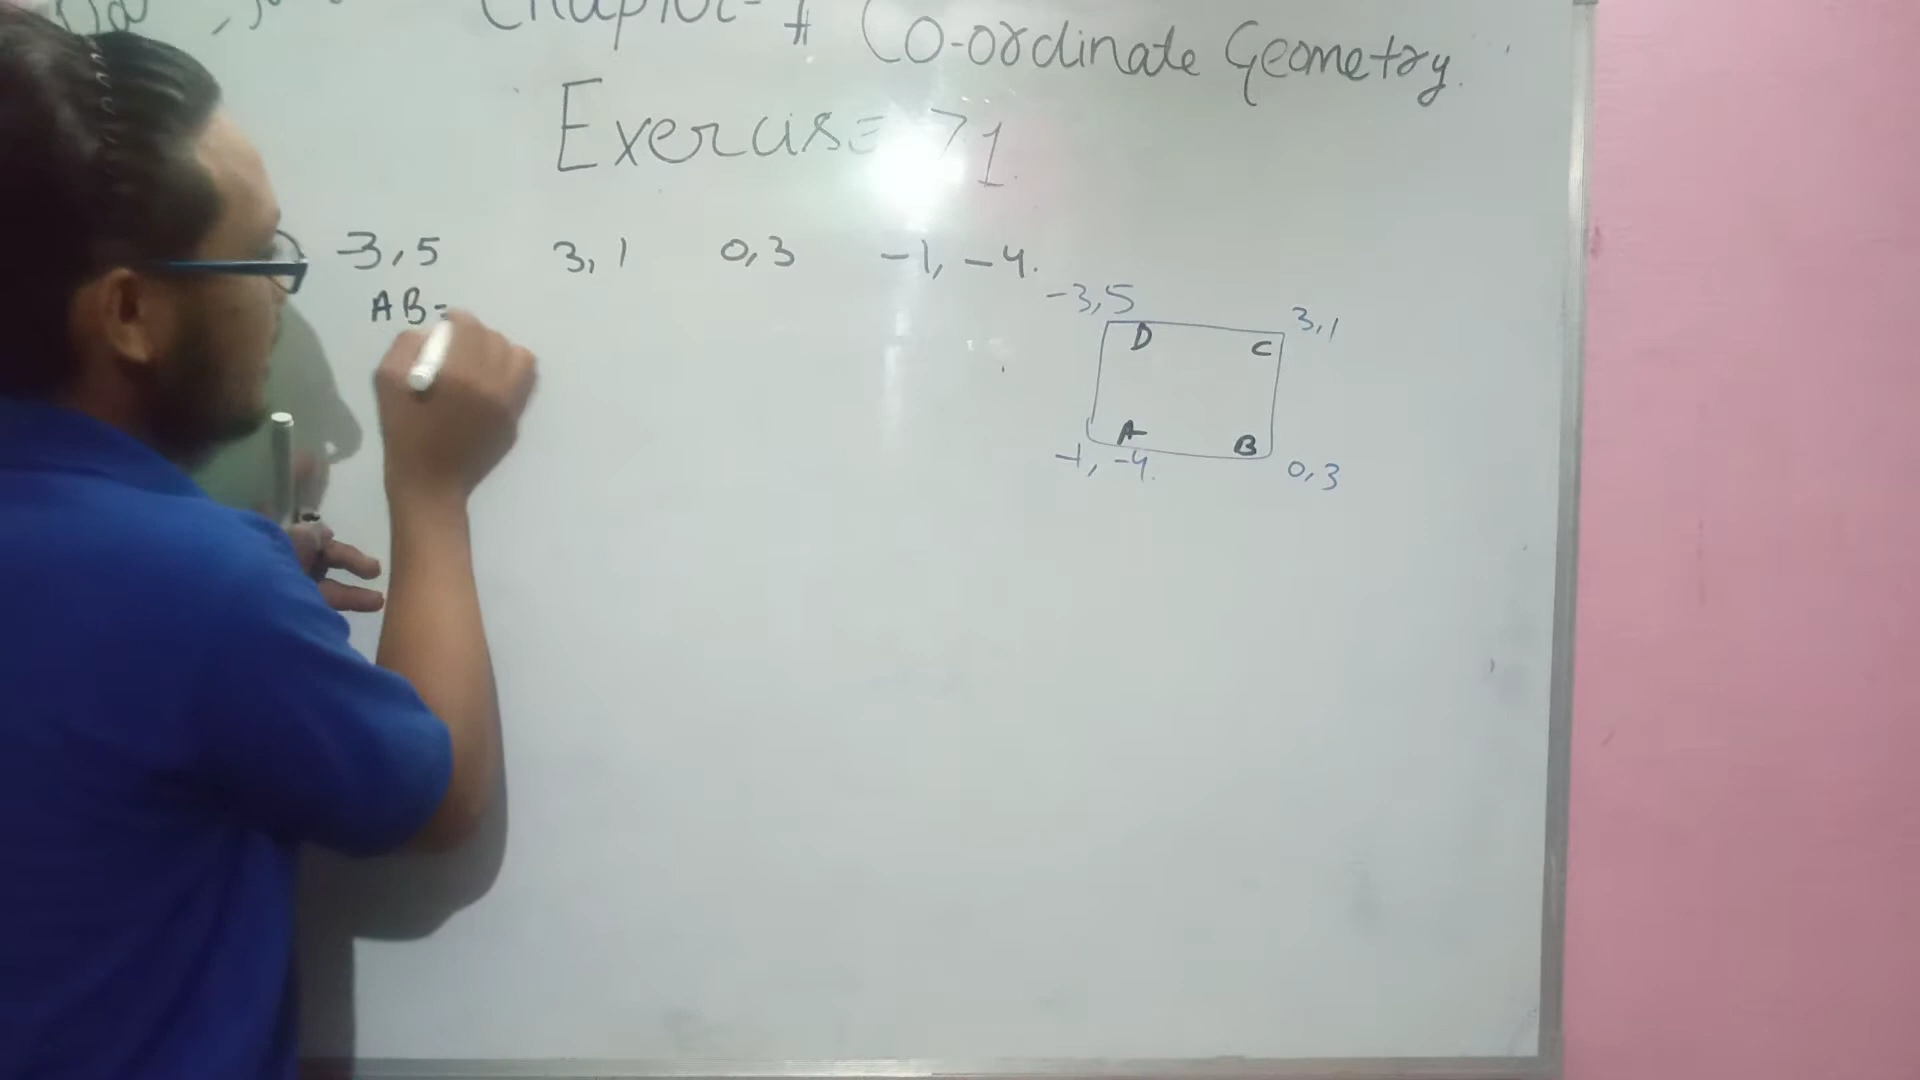 Chapter-7 Co-ordinate Geometry.
Exercise 7.1
-3,5 3,1 0,3 -1,-4.
AB=
-3,5 3,1
D C
A B
-1,-4. 0,3